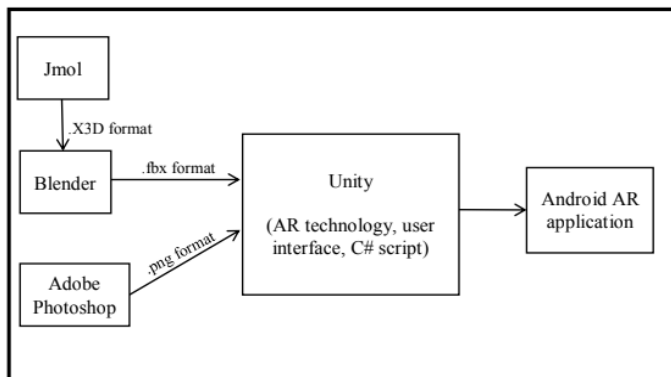 Jmol
.X3D format
Blender
.fbx format
.png format
Adobe
Photoshop
Unity
(AR technology, user
interface, C# script)
Android AR
application